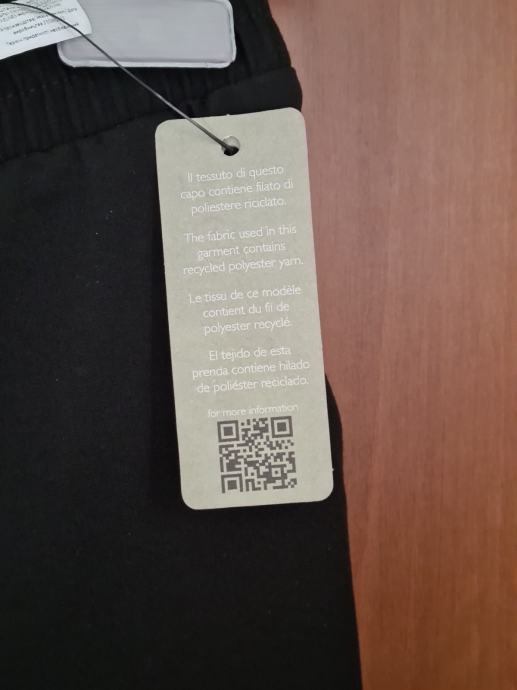 Il tessuto di questo
capo contiene filato di
poliestere riciclato.
The fabric used in this
garment contains
recycled polyester yarn.
Le tissu de ce modèle
contient du fil de
polyester recyclé.
El tejido de esta
prenda contiene hilado
de poliéster reciclado.
for more information